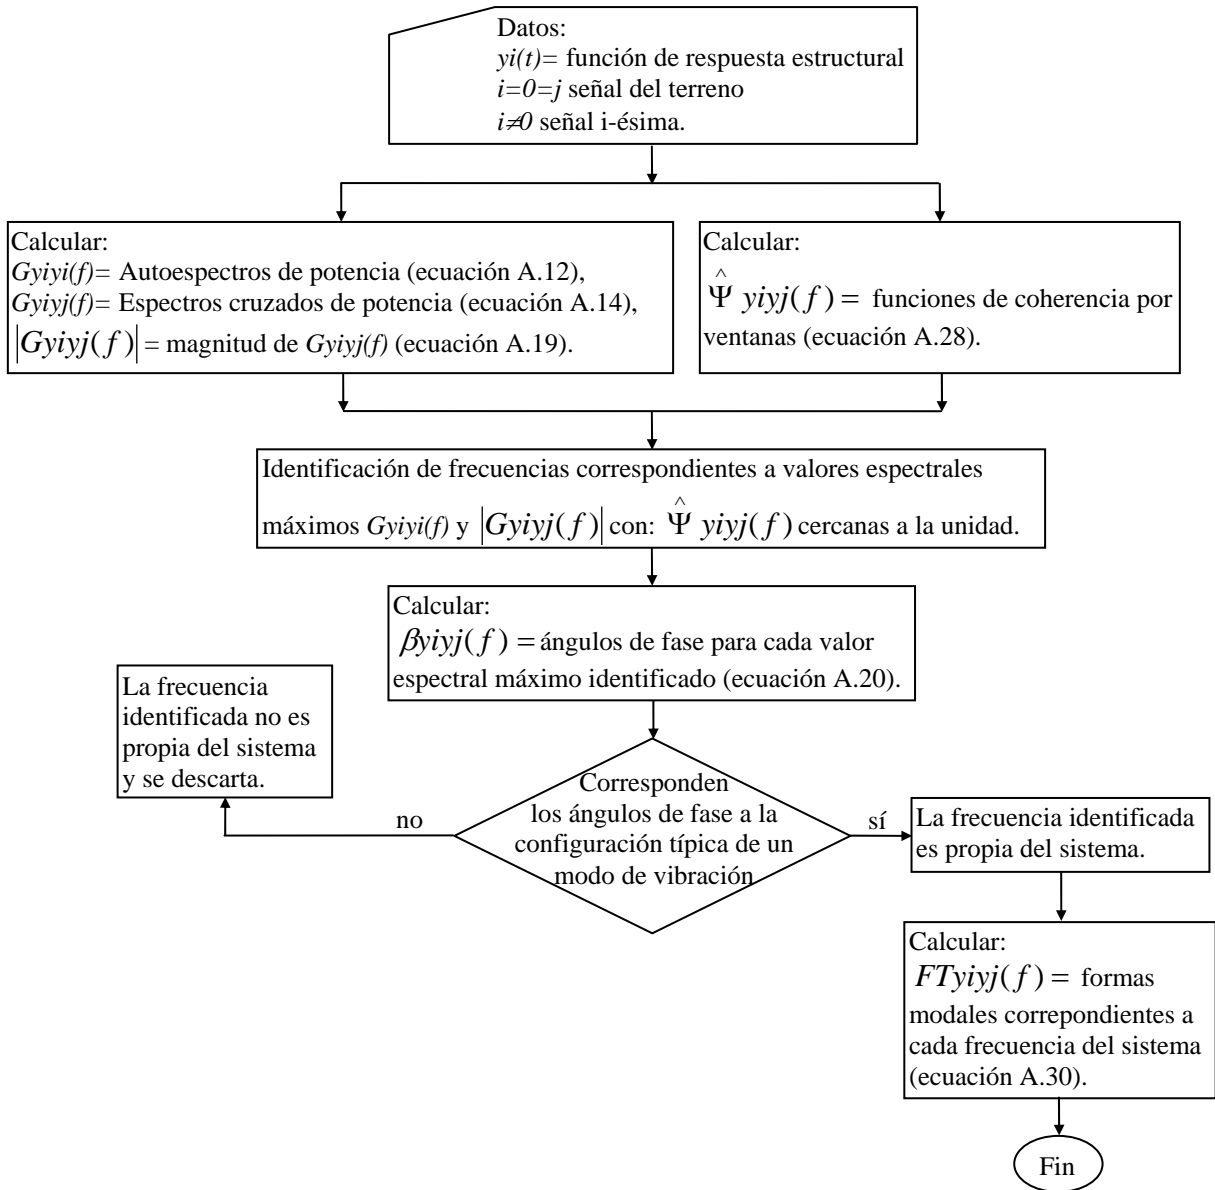 Datos:
yi(t)= función de respuesta estructural
i=0=j señal del terreno
i≠0 señal i-ésima.
Calcular:
Gyiyi(f)= Autoespectros de potencia (ecuación A.12),
Gyiyj(f)= Espectros cruzados de potencia (ecuación A.14),
|Gyiyj(f)| = magnitud de Gyiyj(f) (ecuación A.19).
Calcular:
Ψ̂ yiyj(f) = funciones de coherencia por
ventanas (ecuación A.28).
Identificación de frecuencias correspondientes a valores espectrales
máximos Gyiyi(f) y |Gyiyj(f)| con: Ψ̂ yiyj(f) cercanas a la unidad.
Calcular:
βyiyj(f) = ángulos de fase para cada valor
espectral máximo identificado (ecuación A.20).
La frecuencia
identificada no es
propia del sistema
y se descarta.
no
Corresponden
los ángulos de fase a la
configuración típica de un
modo de vibración
sí
La frecuencia identificada
es propia del sistema.
Calcular:
FTyiyj(f) = formas
modales correpondientes a
cada frecuencia del sistema
(ecuación A.30).
Fin